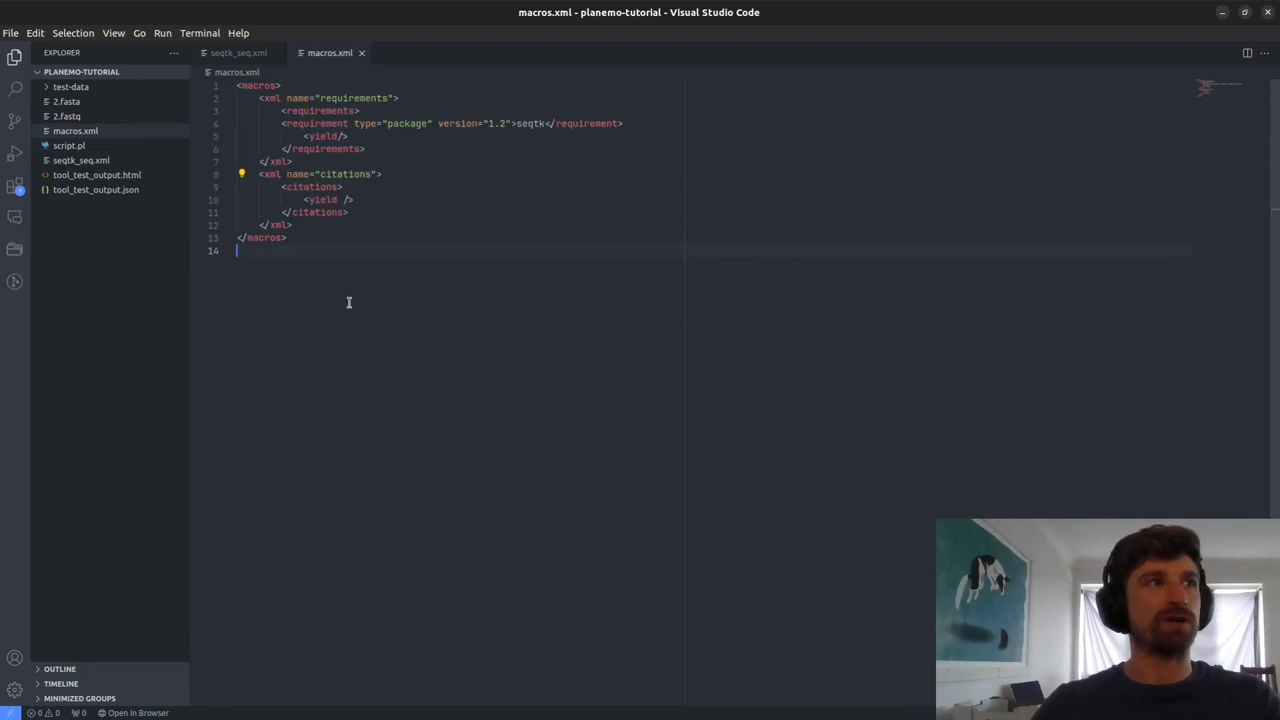 macros.xml - planemo-tutorial - Visual Studio Code
File Edit Selection View Go Run Terminal Help
EXPLORER
seqtk_seq.xml
macros.xml
PLANEMO-TUTORIAL
test-data
2.fasta
2.fastq
macros.xml
script.pl
seqtk_seq.xml
tool_test_output.html
tool_test_output.json
OUTLINE
TIMELINE
MINIMIZED GROUPS
macros.xml
1 <macros>
2 <xml name="requirements">
3 <requirements>
4 <requirement type="package" version="1.2">seqtk</requirement>
5 <yield/>
6 </requirements>
7 </xml>
8 <xml name="citations">
9 <citations>
10 <yield />
11 </citations>
12 </xml>
13 </macros>
14
0 0 0 Open In Browser